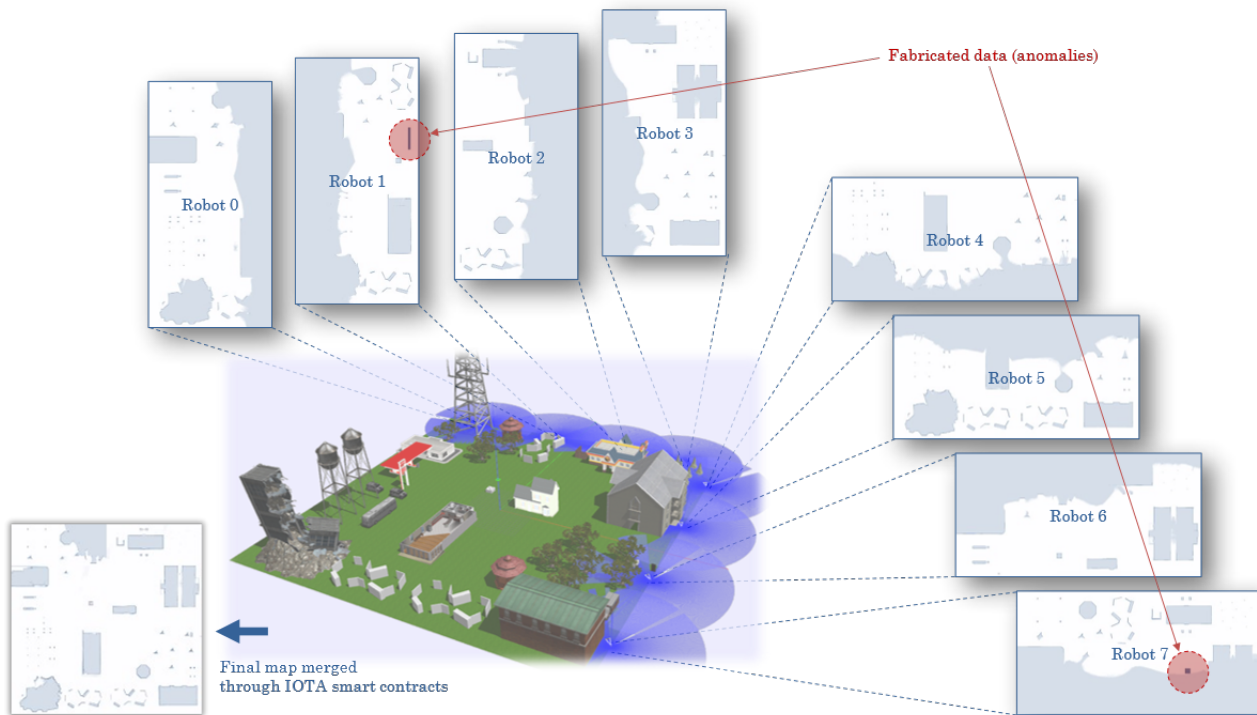 Fabricated data (anomalies)
Robot 0
Robot 1
Robot 2
Robot 3
Robot 4
Robot 5
Robot 6
Robot 7
Final map merged
through IOTA smart contracts